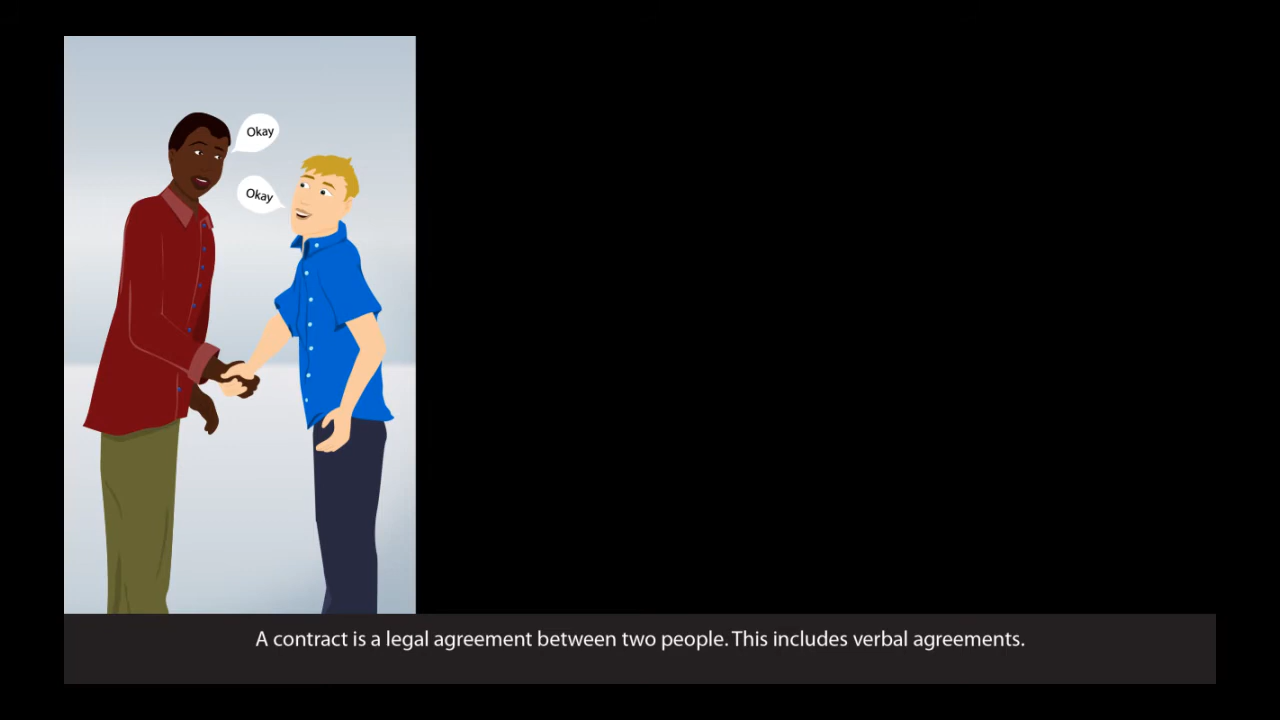 Okay
Okay
A contract is a legal agreement between two people. This includes verbal agreements.